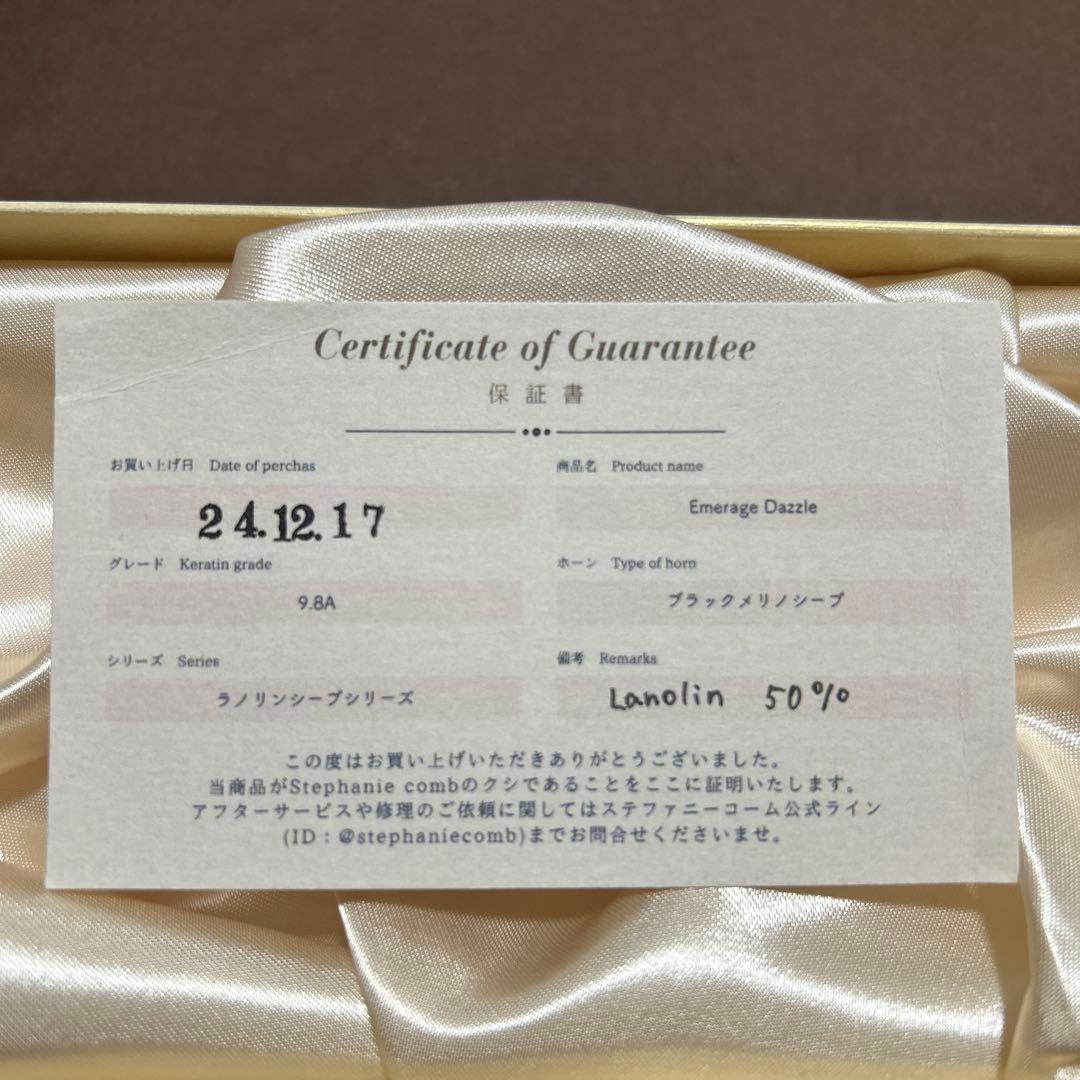 Certificate of Guarantee
保証書
お買い上げ日 Date of perchas
24.12.17
商品名 Product name
Emerage Dazzle
グレード Keratin grade
9.8A
ホーン Type of horn
ブラックメリノシープ
シリーズ Series
ラノリンシープシリーズ
備考 Remarks
Lanolin 50%
この度はお買い上げいただきありがとうございました。
当商品がStephanie combのクシであることをここに証明いたします。
アフターサービスや修理のご依頼に関してはステファニーコーム公式ライン
(ID：@stephaniecomb)までお問合せくださいませ。